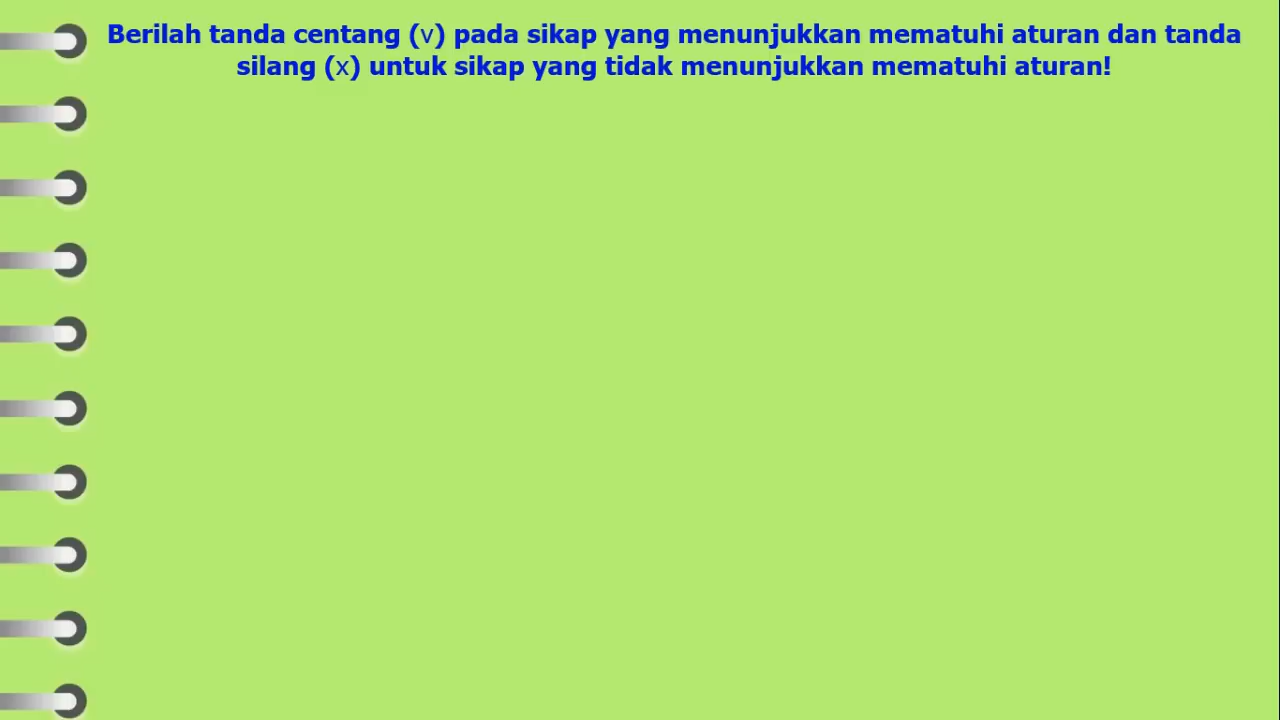 Berilah tanda centang (v) pada sikap yang menunjukkan mematuhi aturan dan tanda
silang (x) untuk sikap yang tidak menunjukkan mematuhi aturan!